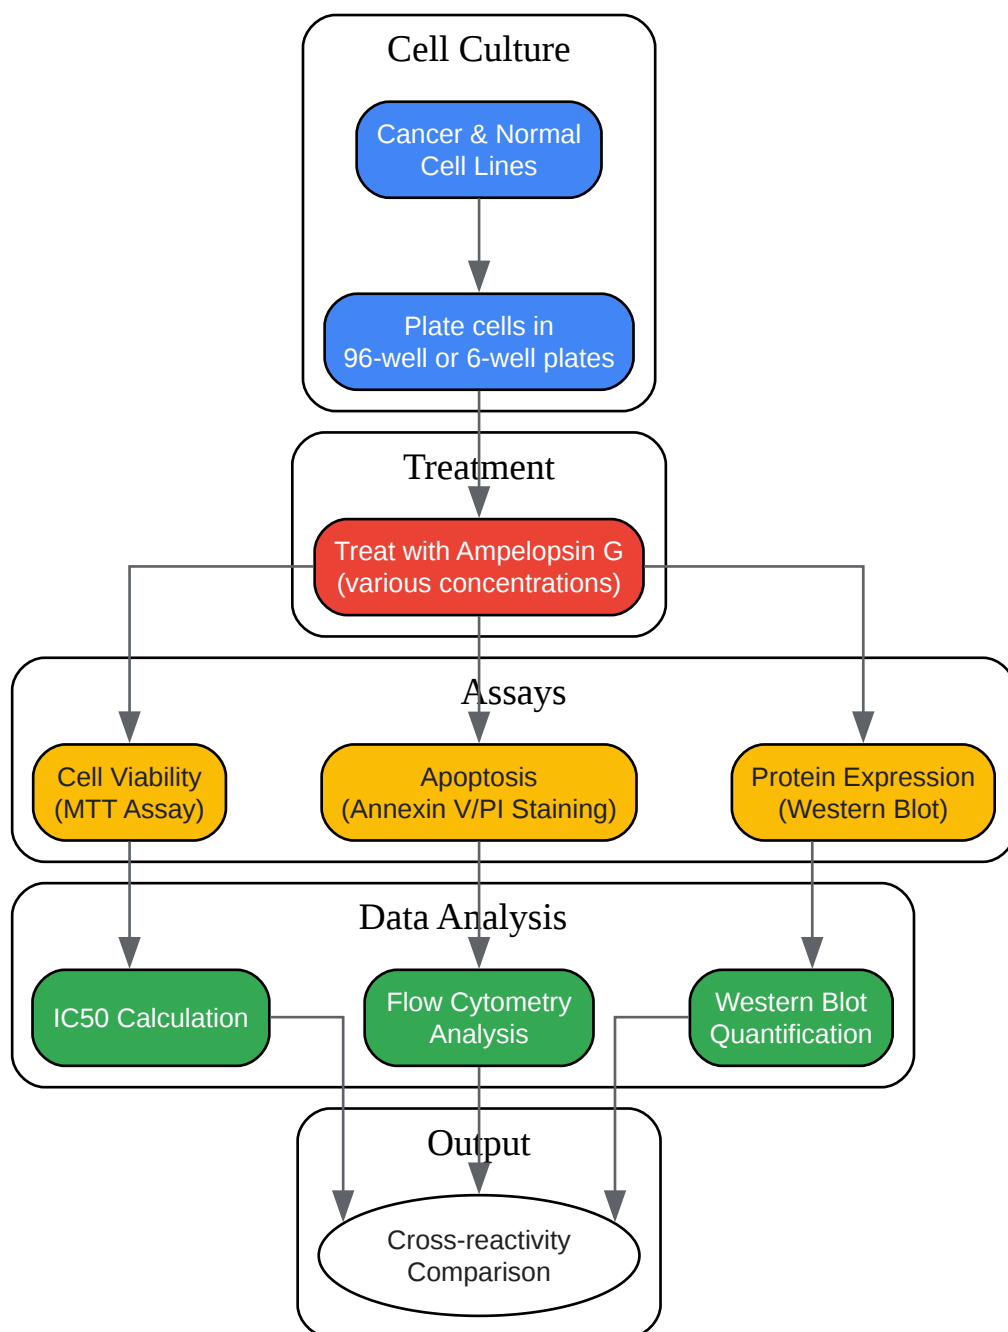 Cell Culture
Cancer & Normal
Cell Lines
Plate cells in
96-well or 6-well plates
Treatment
Treat with Ampelopsin G
(various concentrations)
Assays
Cell Viability
(MTT Assay)
Apoptosis
(Annexin V/PI Staining)
Protein Expression
(Western Blot)
Data Analysis
IC50 Calculation
Flow Cytometry
Analysis
Western Blot
Quantification
Output
Cross-reactivity
Comparison